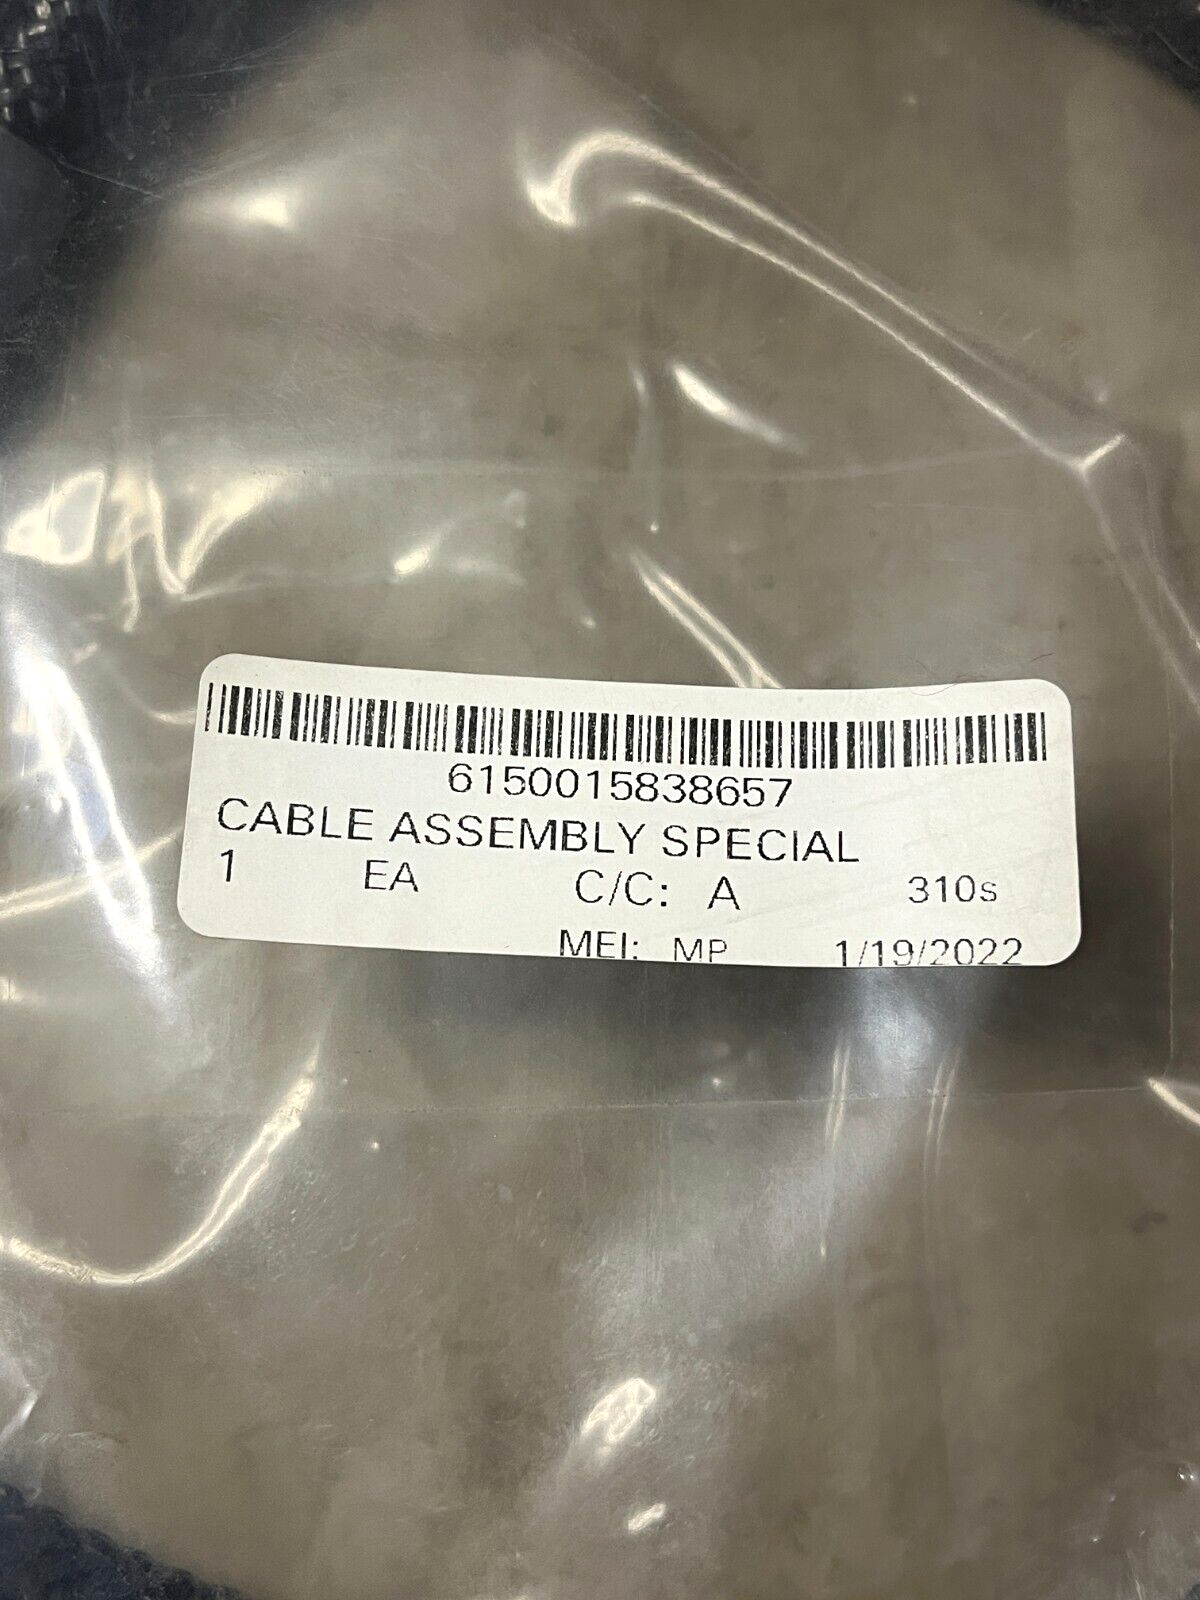 6150015838657
CABLE ASSEMBLY SPECIAL
1 EA C/C: A 310s
MEI: MP 1/19/2022